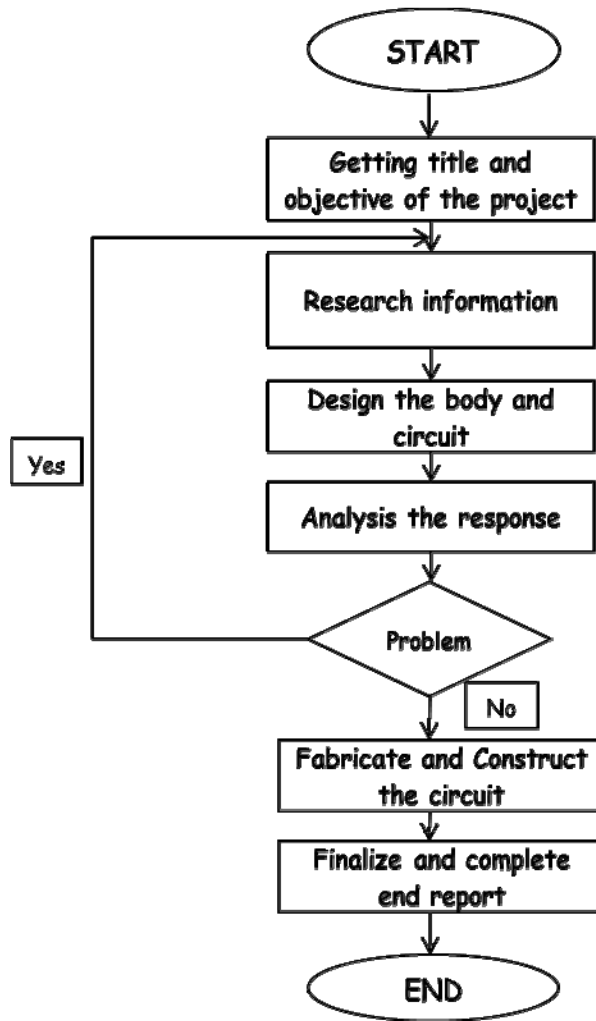 START
Getting title and
objective of the project
Research information
Design the body and
circuit
Yes
Analysis the response
Problem
No
Fabricate and Construct
the circuit
Finalize and complete
end report
END